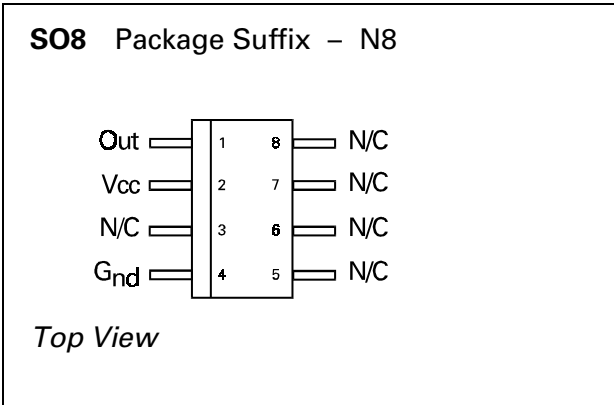 SO8 Package Suffix – N8
Out 1 8 N/C
Vcc 2 7 N/C
N/C 3 6 N/C
Gnd 4 5 N/C
Top View